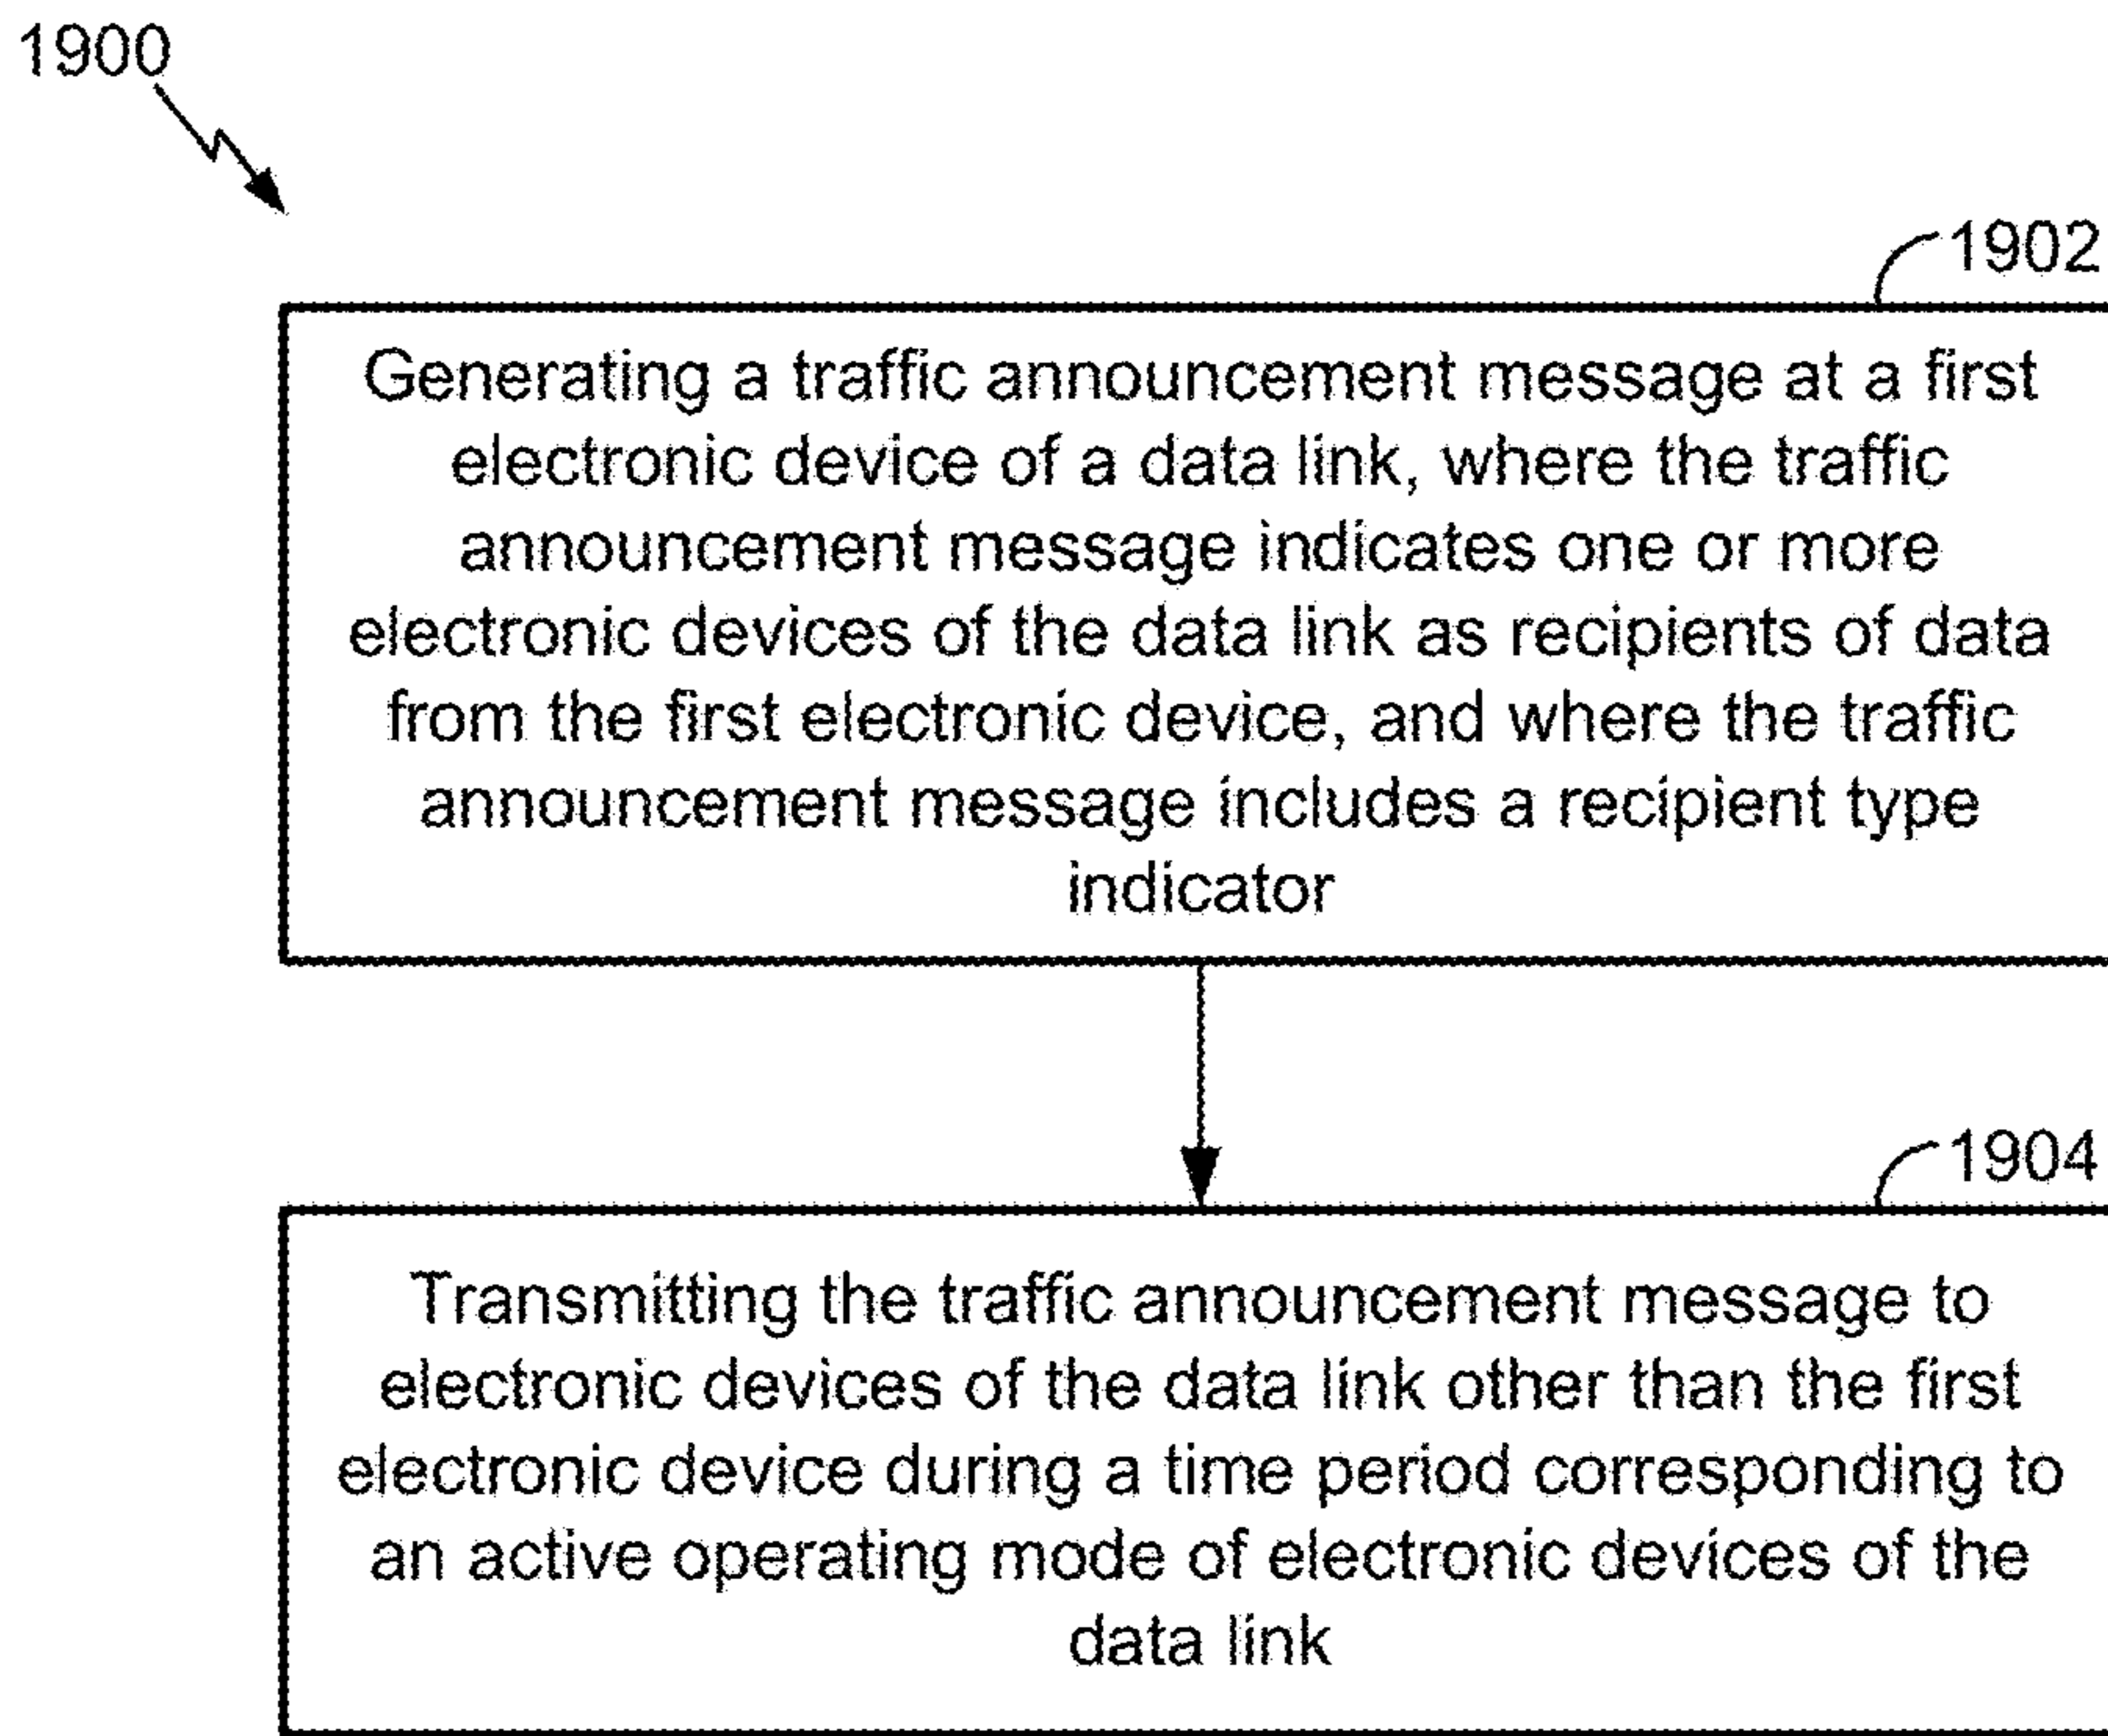 1900
1902
Generating a traffic announcement message at a first
electronic device of a data link, where the traffic
announcement message indicates one or more
electronic devices of the data link as recipients of data
from the first electronic device, and where the traffic
announcement message includes a recipient type
indicator
1904
Transmitting the traffic announcement message to
electronic devices of the data link other than the first
electronic device during a time period corresponding to
an active operating mode of electronic devices of the
data link